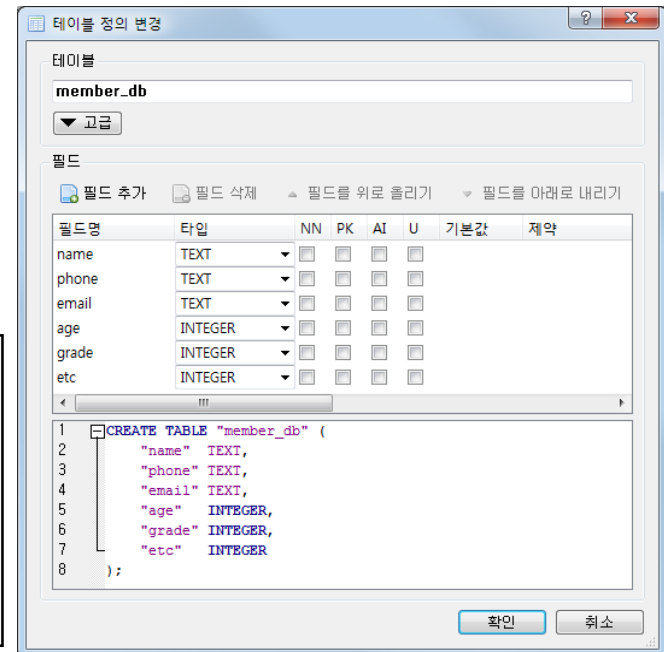 테이블 정의 변경
테이블
member_db
고급
필드
필드 추가 필드 삭제 필드를 위로 올리기 필드를 아래로 내리기
필드명 타입 NN PK AI U 기본값 제약
name TEXT
phone TEXT
email TEXT
age INTEGER
grade INTEGER
etc INTEGER
1 CREATE TABLE "member_db" (
2 "name" TEXT,
3 "phone" TEXT,
4 "email" TEXT,
5 "age" INTEGER,
6 "grade" INTEGER,
7 "etc" INTEGER
8 );
확인 취소